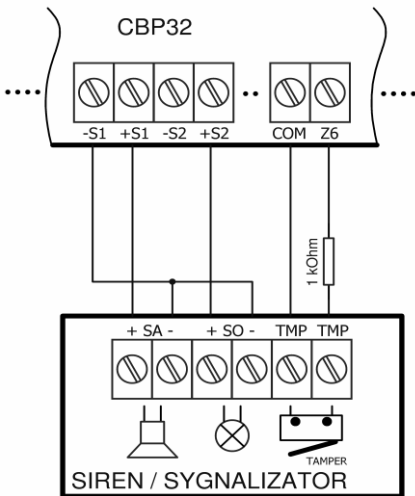 CBP32
-S1 +S1 -S2 +S2 COM Z6
1 kOhm
+ SA - + SO - TMP TMP
TAMPER
SIREN / SYGNALIZATOR